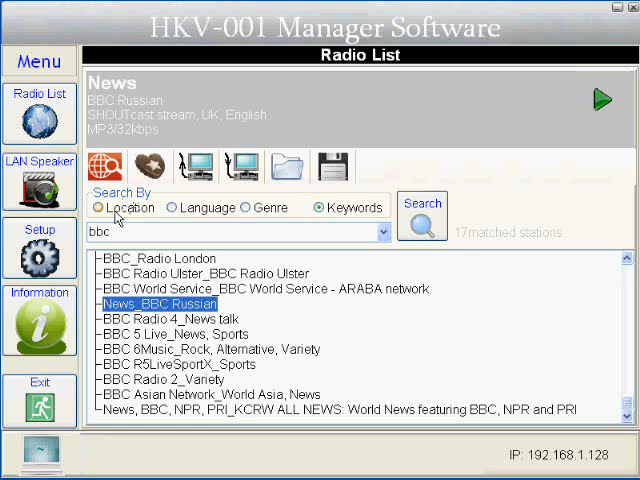 HKV-001 Manager Software
Menu
Radio List
Radio List
LAN Speaker
Setup
Information
Exit
News
BBC Russian
SHOUTcast stream, UK, English
MP3/32kbps
Search By
Location
Language
Genre
Keywords
Search
bbc
17matched stations
BBC_Radio London
BBC Radio Ulster_BBC Radio Ulster
BBC World Service_BBC World Service - ARABA network
News_BBC Russian
BBC Radio 4_News talk
BBC 5 Live_News, Sports
BBC 6Music_Rock, Alternative, Variety
BBC R5LiveSportX_Sports
BBC Radio 2_Variety
BBC Asian Network_World Asia, News
News, BBC, NPR, PRI_KCRW ALL NEWS: World News featuring BBC, NPR and PRI
IP: 192.168.1.128